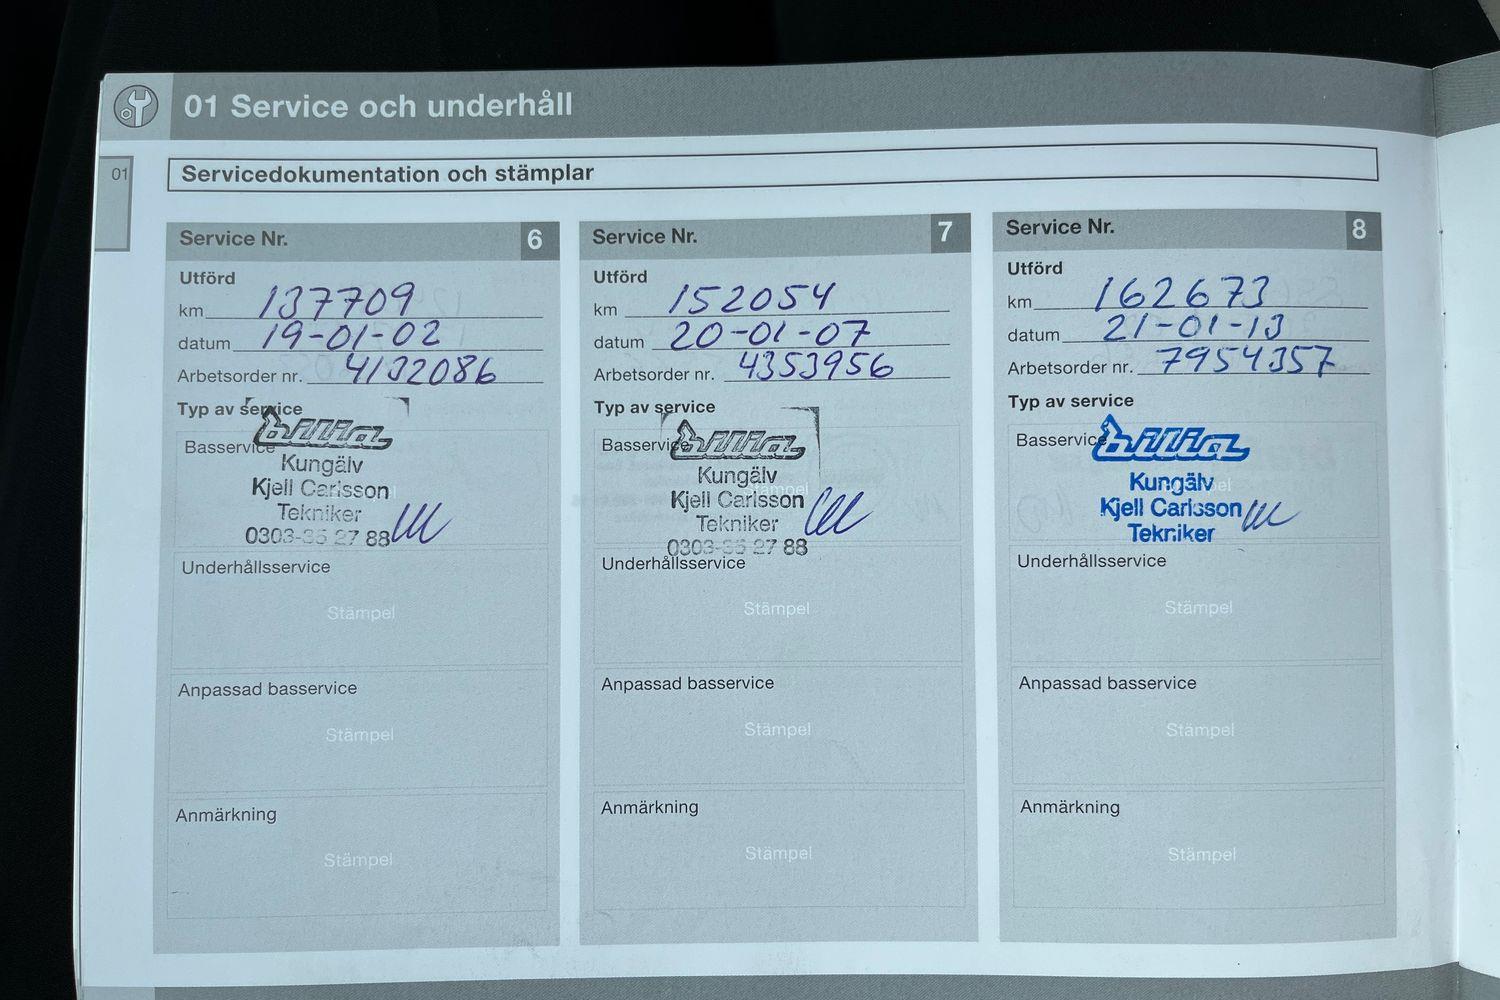 01 Service och underhåll
01
Servicedokumentation och stämplar
Service Nr. 6
Utförd
km 137709
datum 19-01-02
Arbetsorder nr. 4132086
Typ av service
Basservice
bilia
Kungälv
Kjell Carlsson
Tekniker
0303-35 27 88
Underhållsservice
Stämpel
Anpassad basservice
Stämpel
Anmärkning
Stämpel
Service Nr. 7
Utförd
km 152054
datum 20-01-07
Arbetsorder nr. 4353956
Typ av service
Basservice
bilia
Kungälv
Stämpel
Kjell Carlsson
Tekniker
0303-35 27 88
Underhållsservice
Stämpel
Anpassad basservice
Stämpel
Anmärkning
Stämpel
Service Nr. 8
Utförd
km 162673
datum 21-01-13
Arbetsorder nr. 7954357
Typ av service
Basservice
bilia
Kungälv
Kjell Carlsson
Tekniker
Underhållsservice
Stämpel
Anpassad basservice
Stämpel
Anmärkning
Stämpel